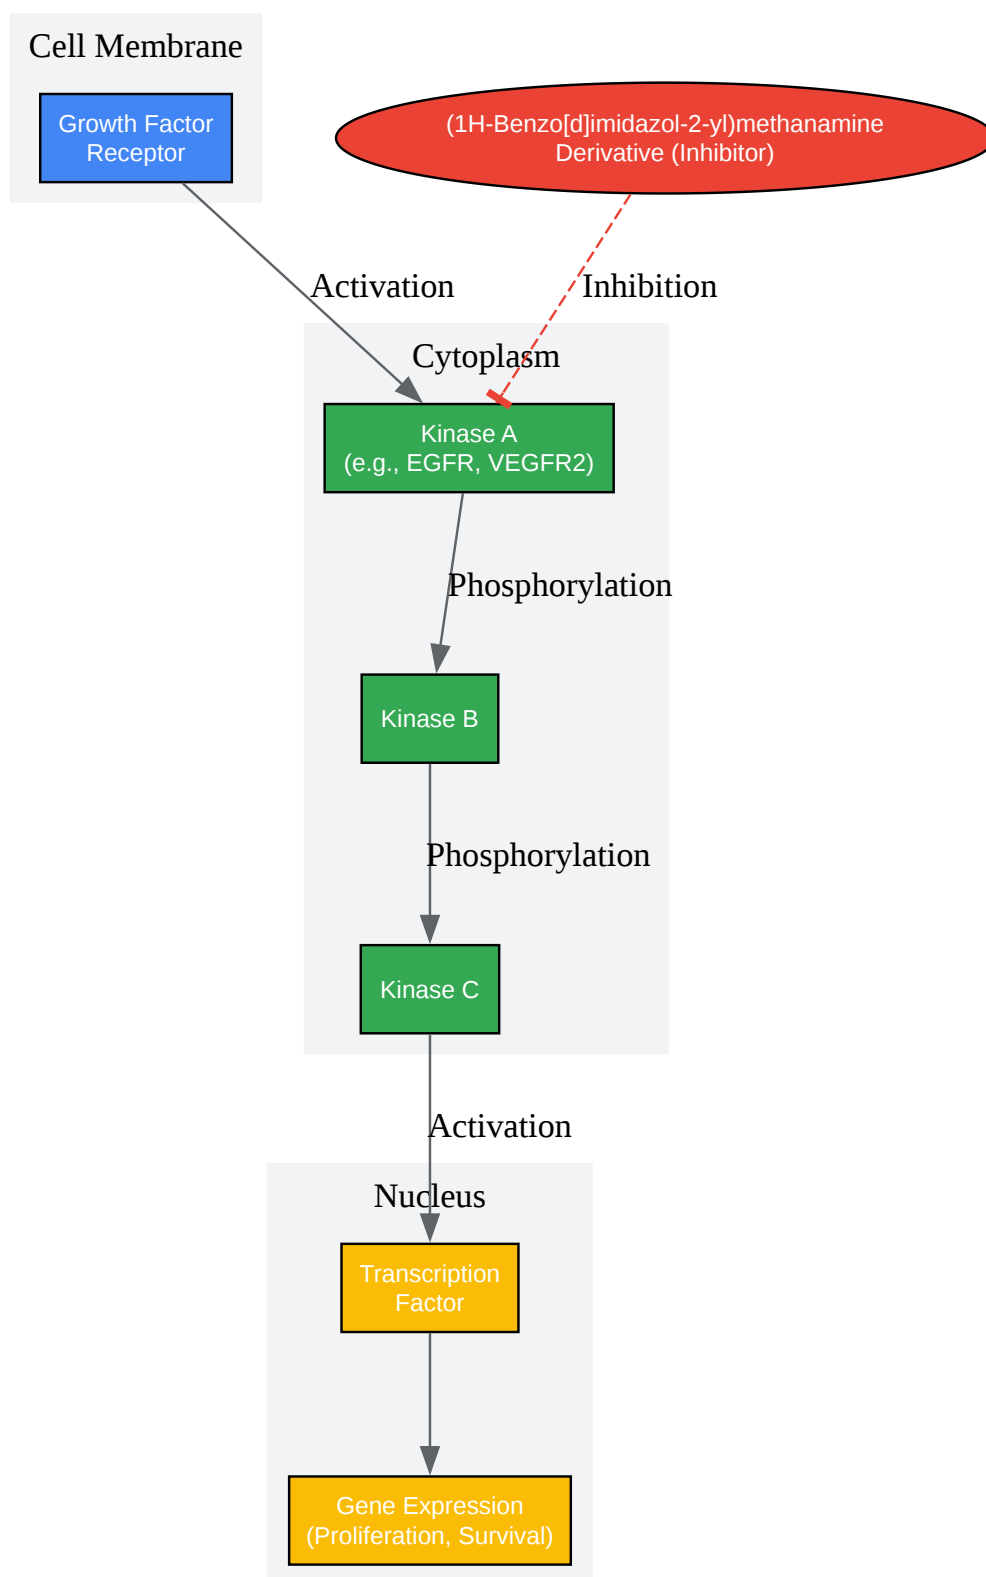 Cell Membrane
Growth Factor
Receptor
(1H-Benzo[d]imidazol-2-yl)methanamine
Derivative (Inhibitor)
Activation
Inhibition
Cytoplasm
Kinase A
(e.g., EGFR, VEGFR2)
Phosphorylation
Kinase B
Phosphorylation
Kinase C
Activation
Nucleus
Transcription
Factor
Gene Expression
(Proliferation, Survival)